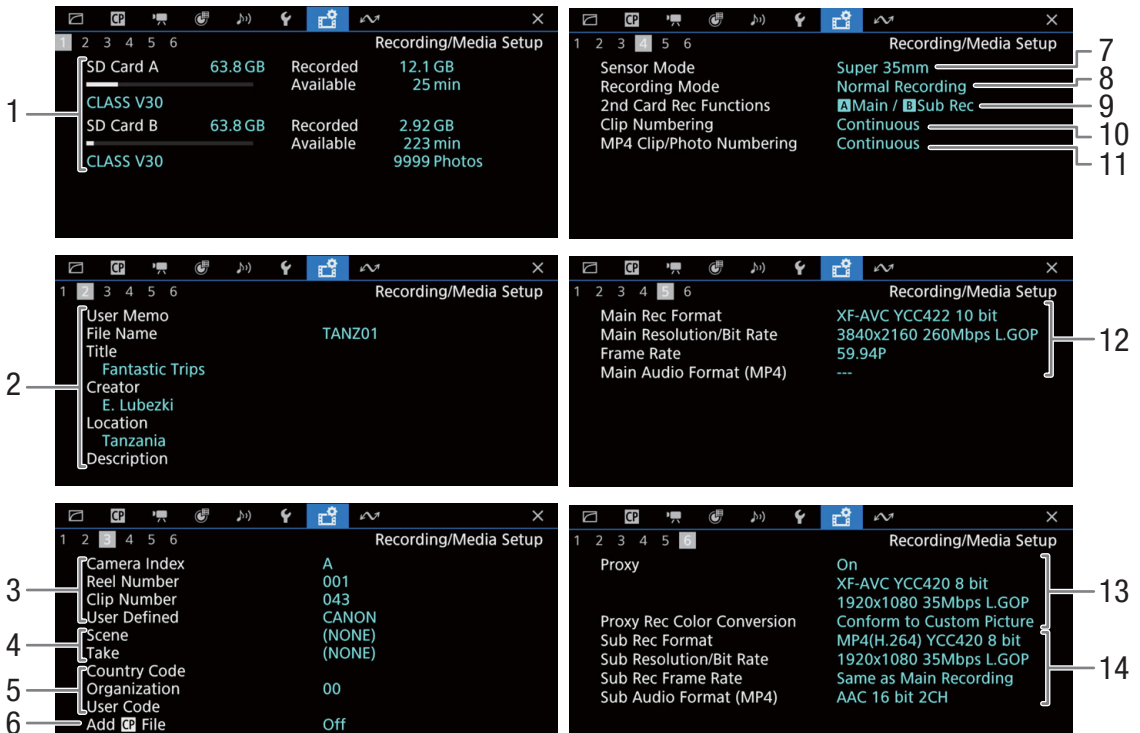 CP
1 2 3 4 5 6 Recording/Media Setup
SD Card A 63.8 GB Recorded 12.1 GB
Available 25 min
CLASS V30
SD Card B 63.8 GB Recorded 2.92 GB
Available 223 min
CLASS V30 9999 Photos
1
CP
1 2 3 4 5 6 Recording/Media Setup
User Memo
File Name TANZ01
Title
Fantastic Trips
Creator
E. Lubezki
Location
Tanzania
Description
2
CP
1 2 3 4 5 6 Recording/Media Setup
Camera Index A
Reel Number 001
Clip Number 043
User Defined CANON
Scene (NONE)
Take (NONE)
Country Code
Organization 00
User Code
Add CP File Off
3
4
5
6
CP
1 2 3 4 5 6 Recording/Media Setup
Sensor Mode Super 35mm
Recording Mode Normal Recording
2nd Card Rec Functions A Main / B Sub Rec
Clip Numbering Continuous
MP4 Clip/Photo Numbering Continuous
7
8
9
10
11
CP
1 2 3 4 5 6 Recording/Media Setup
Main Rec Format XF-AVC YCC422 10 bit
Main Resolution/Bit Rate 3840x2160 260Mbps L.GOP
Frame Rate 59.94P
Main Audio Format (MP4) ---
12
CP
1 2 3 4 5 6 Recording/Media Setup
Proxy On
XF-AVC YCC420 8 bit
1920x1080 35Mbps L.GOP
Proxy Rec Color Conversion Conform to Custom Picture
Sub Rec Format MP4(H.264) YCC420 8 bit
Sub Resolution/Bit Rate 1920x1080 35Mbps L.GOP
Sub Rec Frame Rate Same as Main Recording
Sub Audio Format (MP4) AAC 16 bit 2CH
13
14